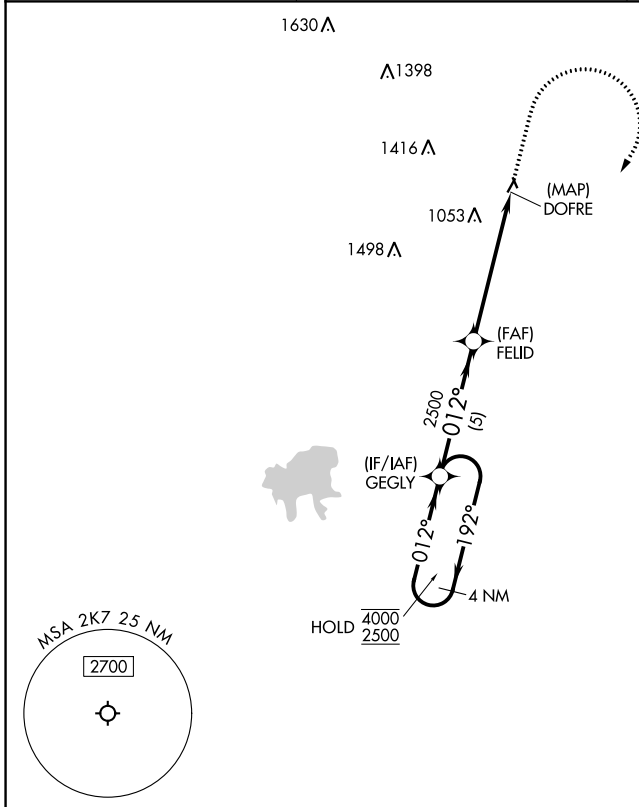 1630
1398
1416
(MAP)
DOFRE
1053
1498
(FAF)
FELID
2500
012°
(5)
(IF/IAF)
GEGLY
012°
192°
4 NM
HOLD 4000
2500
MSA 2K7 25 NM
2700